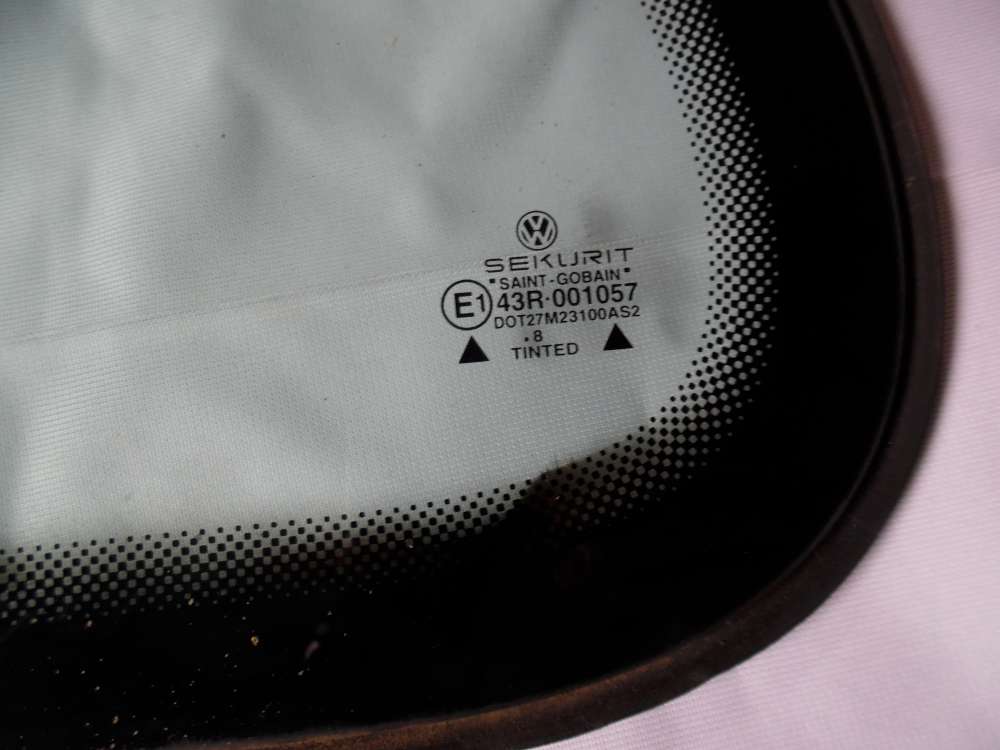 SEKURIT
"SAINT-GOBAIN"
E1 43R-001057
DOT27M23100AS2
.8
TINTED